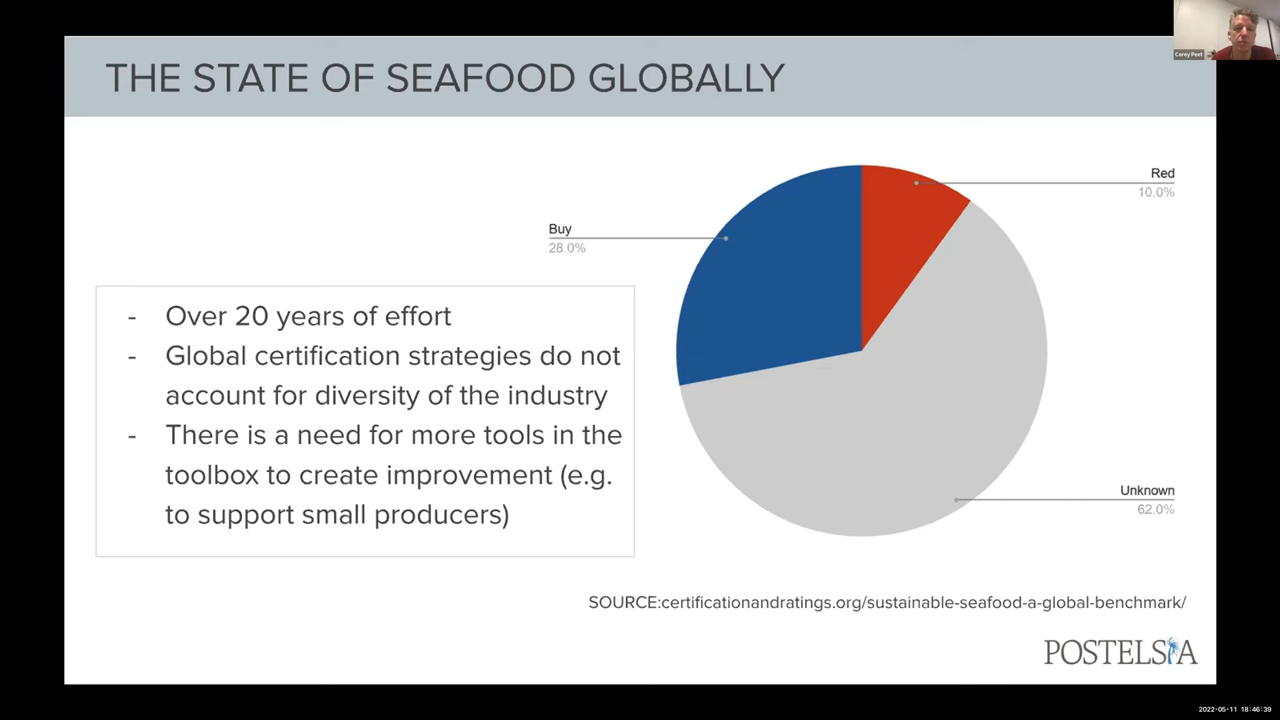 Corey Peet
THE STATE OF SEAFOOD GLOBALLY
Red
10.0%
Buy
28.0%
- Over 20 years of effort
- Global certification strategies do not
account for diversity of the industry
- There is a need for more tools in the
toolbox to create improvement (e.g.
to support small producers)
Unknown
62.0%
SOURCE:certificationandratings.org/sustainable-seafood-a-global-benchmark/
POSTELSIA
2022-05-11 18:46:39